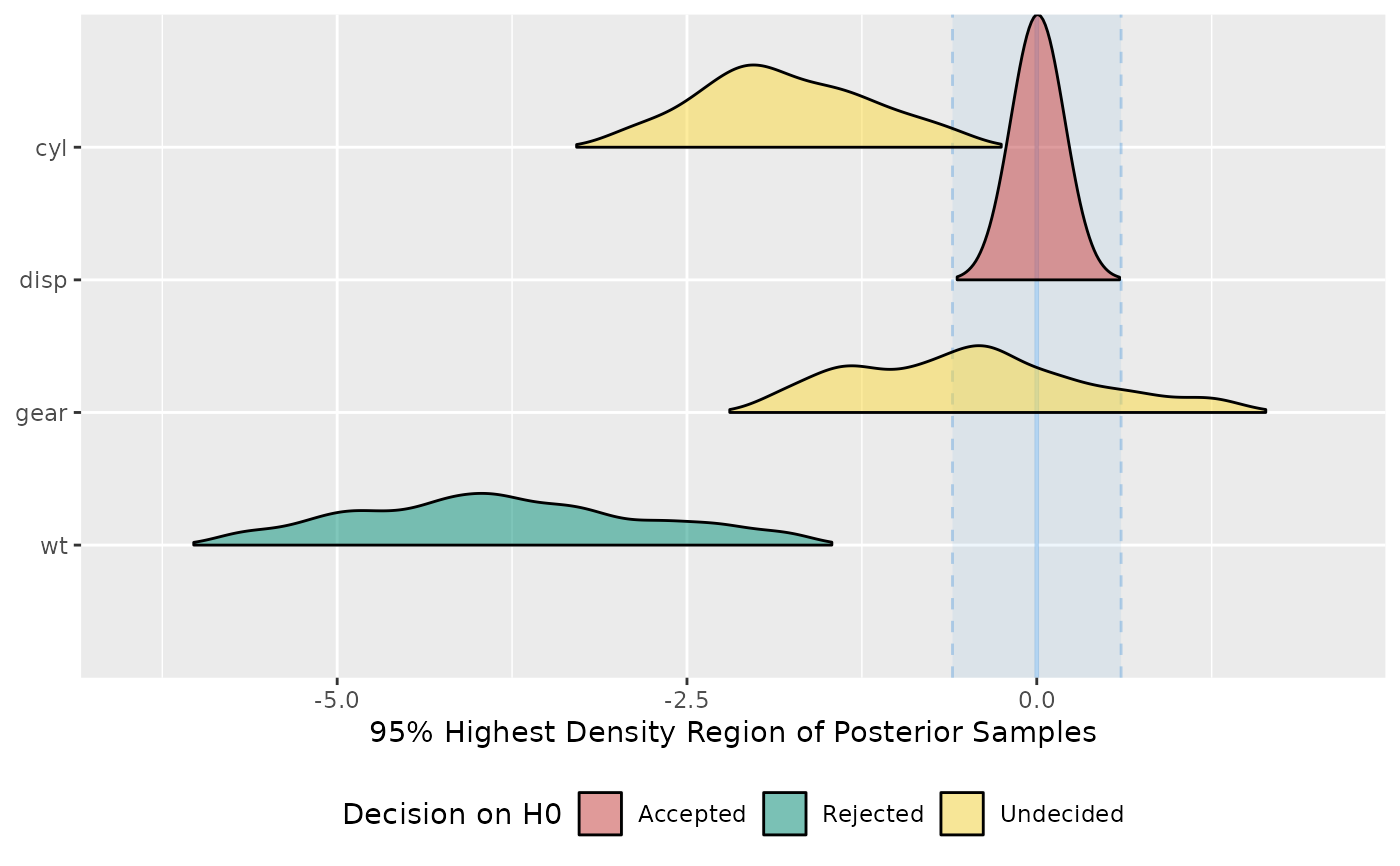 cyl
disp
gear
wt
-5.0 -2.5 0.0
95% Highest Density Region of Posterior Samples
Decision on H0 Accepted Rejected Undecided